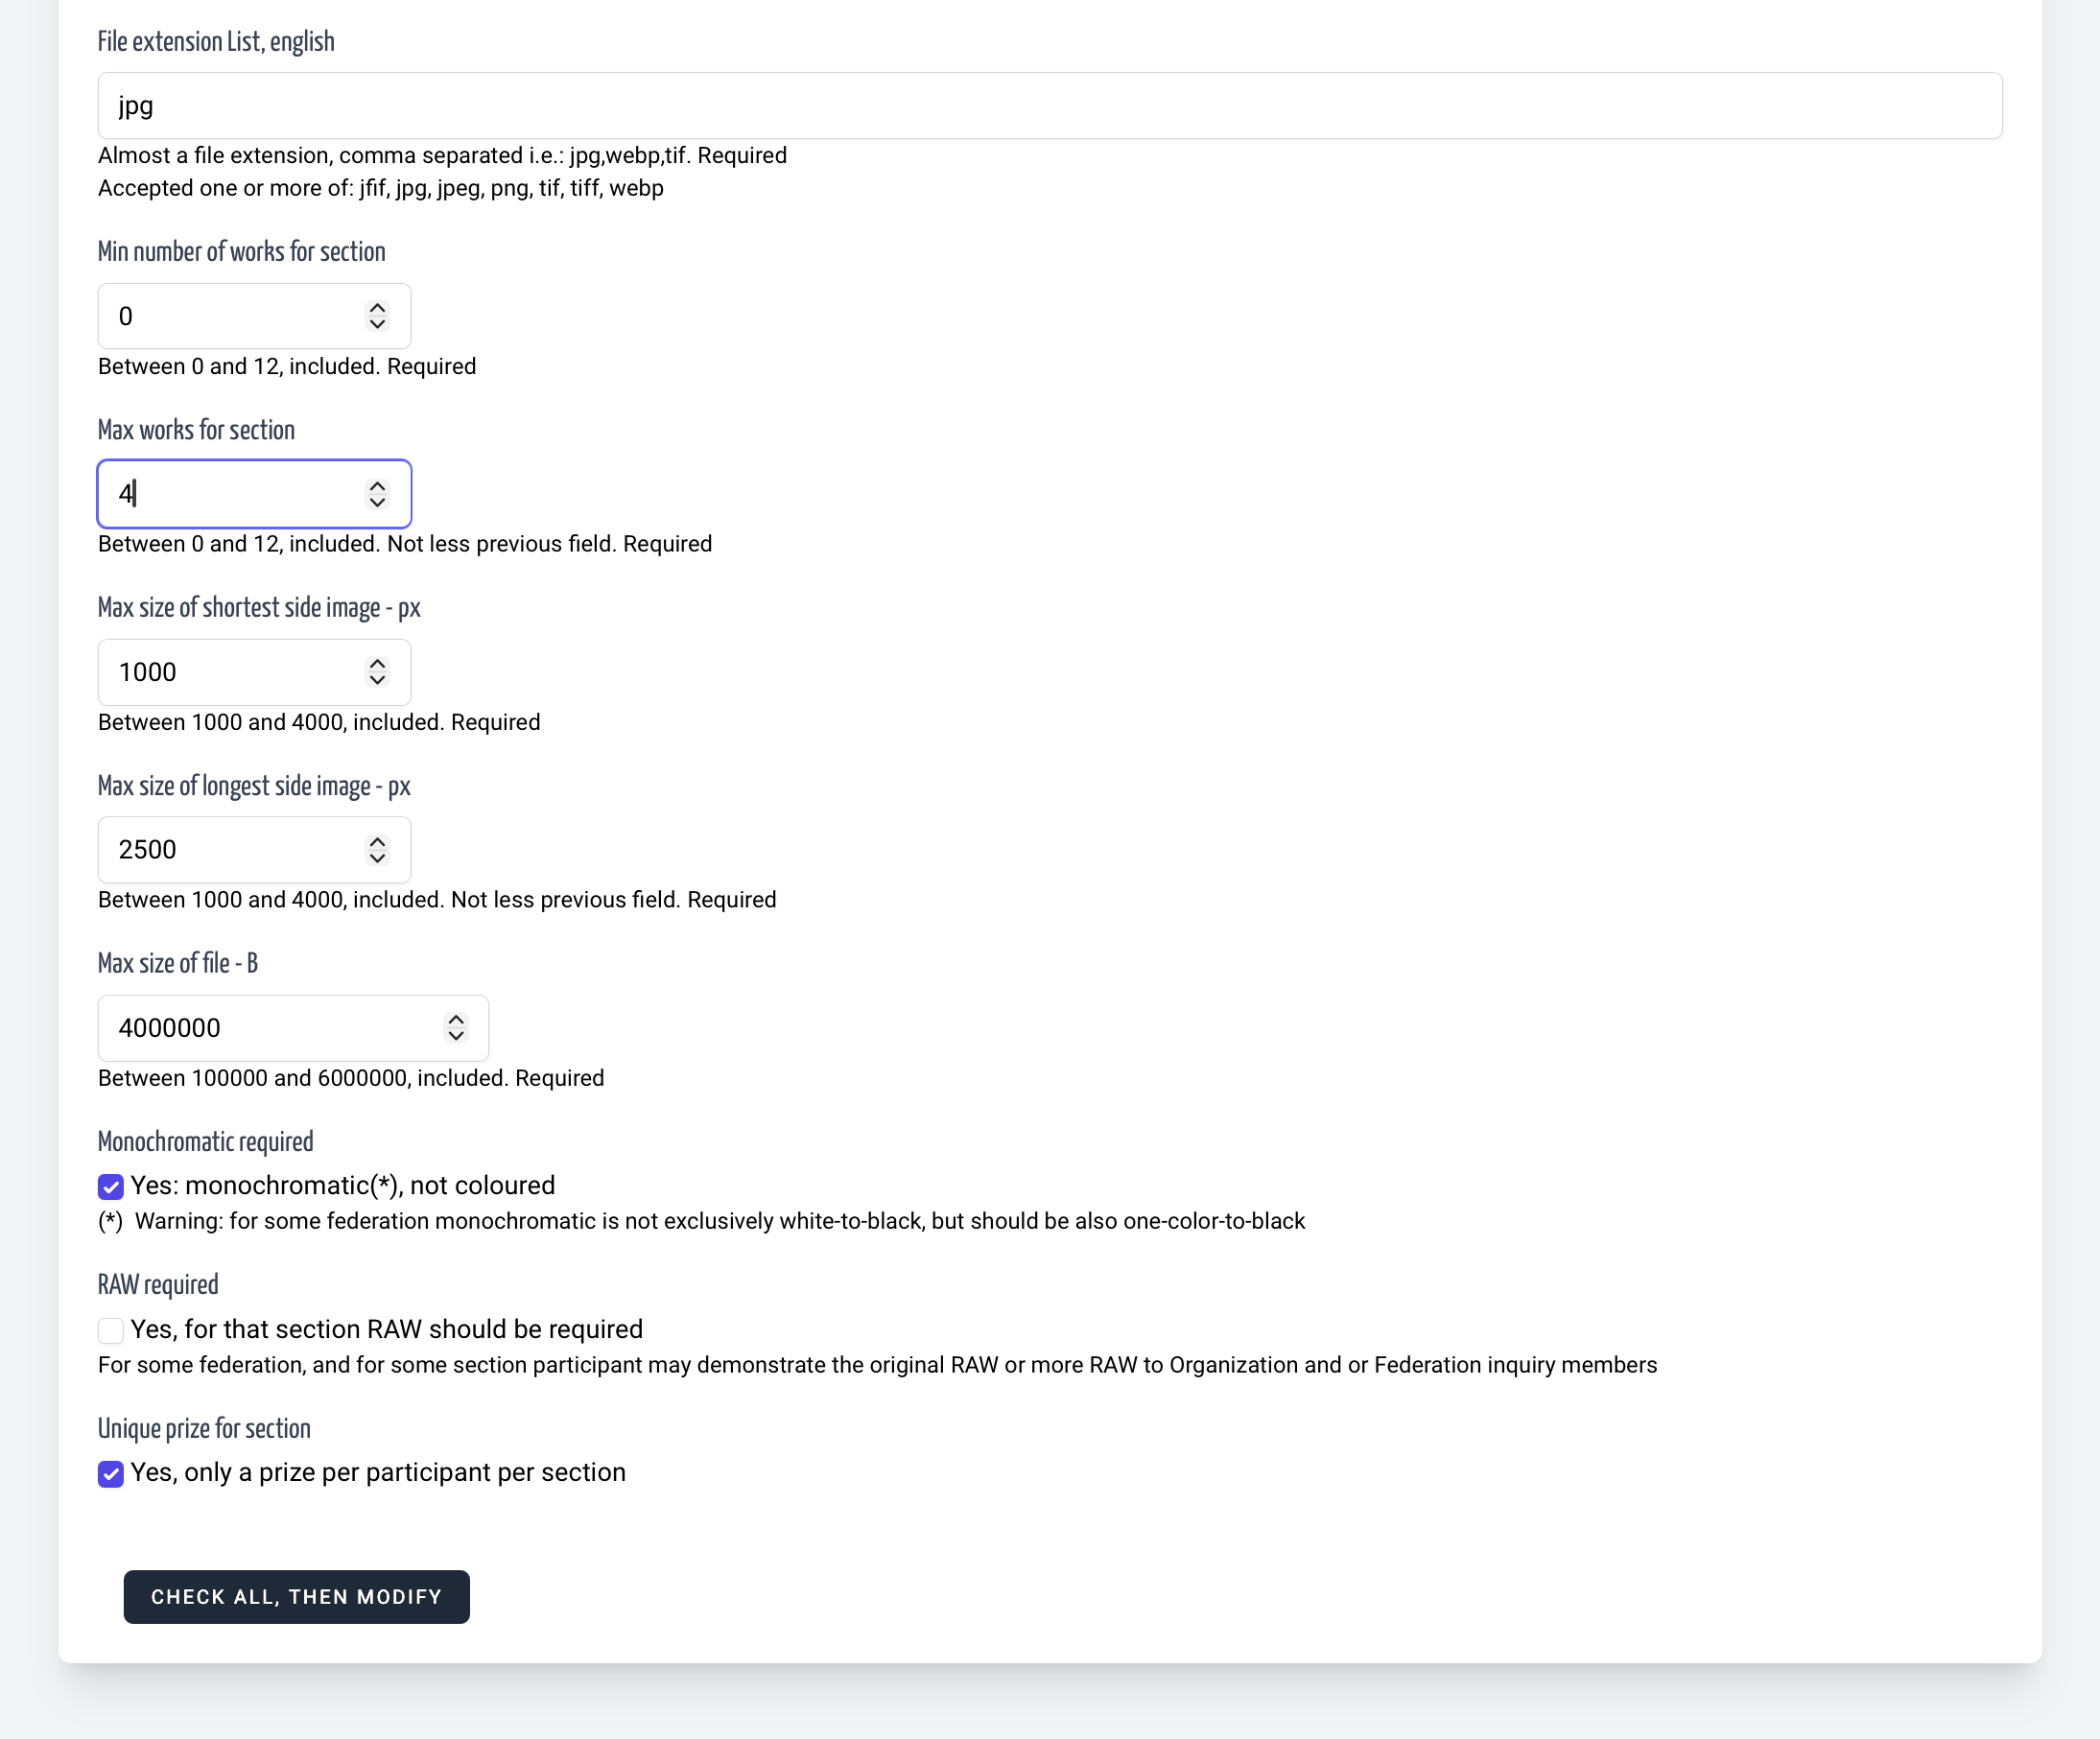 File extension List, english
jpg
Almost a file extension, comma separated i.e.: jpg,webp,tif. Required
Accepted one or more of: jfif, jpg, jpeg, png, tif, tiff, webp
Min number of works for section
0
Between 0 and 12, included. Required
Max works for section
4
Between 0 and 12, included. Not less previous field. Required
Max size of shortest side image - px
1000
Between 1000 and 4000, included. Required
Max size of longest side image - px
2500
Between 1000 and 4000, included. Not less previous field. Required
Max size of file - B
4000000
Between 100000 and 6000000, included. Required
Monochromatic required
Yes: monochromatic(*), not coloured
(*) Warning: for some federation monochromatic is not exclusively white-to-black, but should be also one-color-to-black
RAW required
Yes, for that section RAW should be required
For some federation, and for some section participant may demonstrate the original RAW or more RAW to Organization and or Federation inquiry members
Unique prize for section
Yes, only a prize per participant per section
CHECK ALL, THEN MODIFY